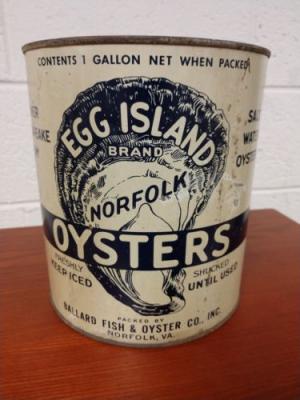 CONTENTS 1 GALLON NET WHEN PACKED
EGG ISLAND
BRAND
NORFOLK
OYSTERS
FRESHLY SHUCKED
KEEP ICED UNTIL USED
PACKED BY
BALLARD FISH & OYSTER CO., INC.
NORFOLK, VA.